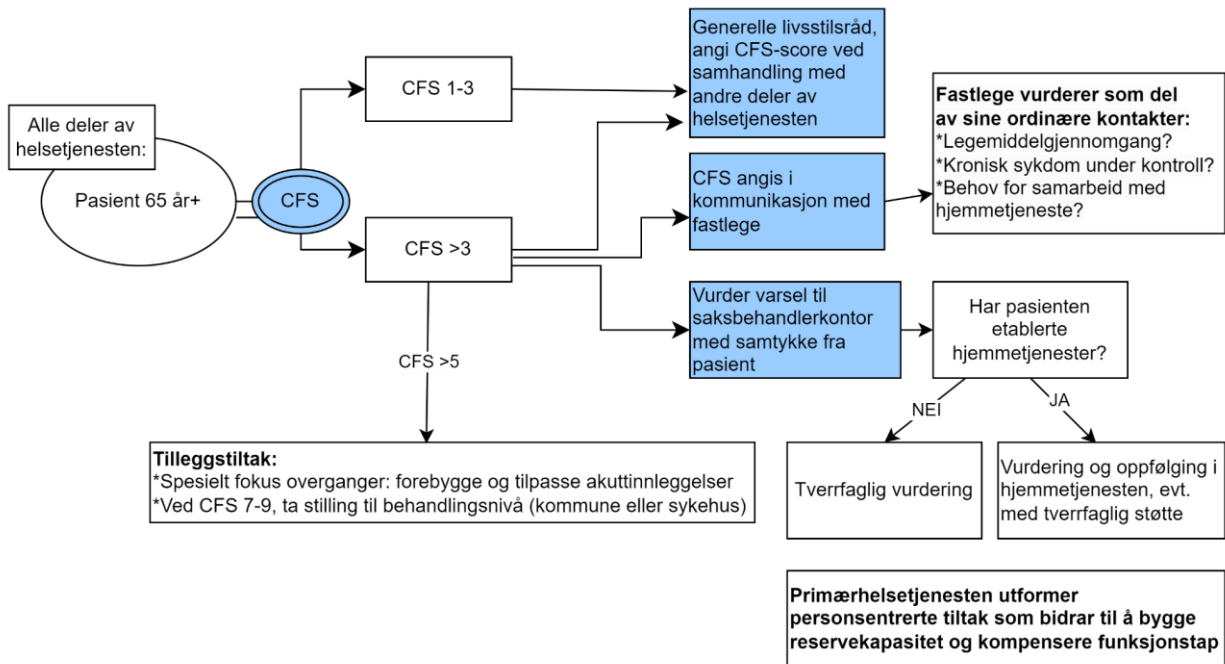 Alle deler av
helsetjenesten:
Pasient 65 år+
CFS
CFS 1-3
CFS >3
CFS >5
Generelle livsstilsråd,
angi CFS-score ved
samhandling med
andre deler av
helsetjenesten
CFS angis i
kommunikasjon med
fastlege
Fastlege vurderer som del
av sine ordinære kontakter:
*Legemiddelgjennomgang?
*Kronisk sykdom under kontroll?
*Behov for samarbeid med
hjemmetjeneste?
Vurder varsel til
saksbehandlerkontor
med samtykke fra
pasient
Har pasienten
etablerte
hjemmetjenester?
NEI
JA
Tilleggstiltak:
*Spesielt fokus overganger: forebygge og tilpasse akuttinnleggelser
*Ved CFS 7-9, ta stilling til behandlingsnivå (kommune eller sykehus)
Tverrfaglig vurdering
Vurdering og oppfølging i
hjemmetjenesten, evt.
med tverrfaglig støtte
Primærhelsetjenesten utformer
personsentrerte tiltak som bidrar til å bygge
reservekapasitet og kompensere funksjonstap